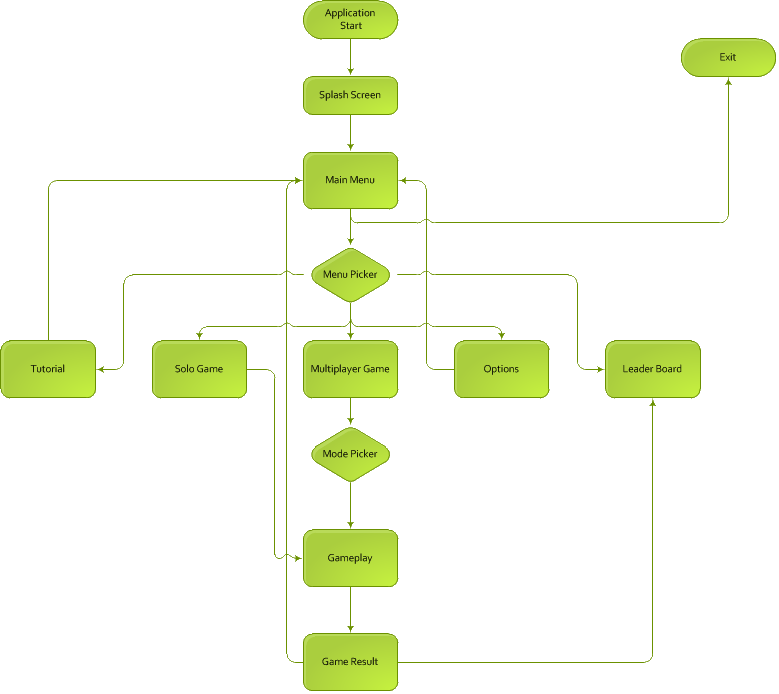 Application
Start
Exit
Splash Screen
Main Menu
Menu Picker
Tutorial
Solo Game
Multiplayer Game
Options
Leader Board
Mode Picker
Gameplay
Game Result